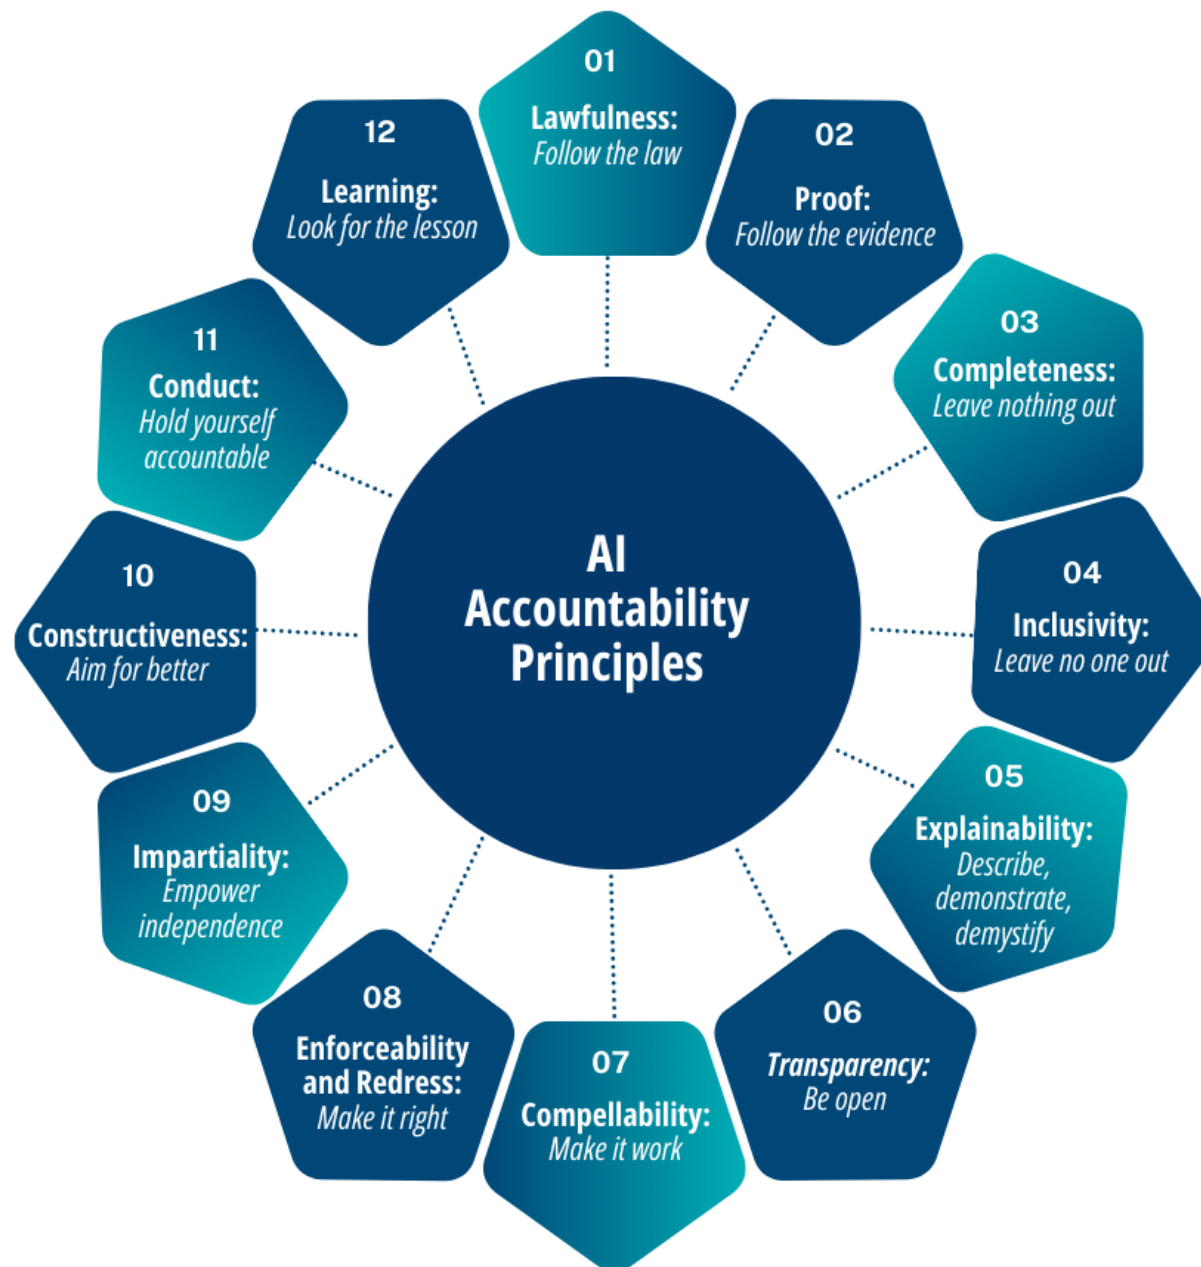 01
Lawfulness:
Follow the law
02
Proof:
Follow the evidence
03
Completeness:
Leave nothing out
04
Inclusivity:
Leave no one out
05
Explainability:
Describe,
demonstrate,
demystify
06
Transparency:
Be open
07
Compellability:
Make it work
08
Enforceability
and Redress:
Make it right
09
Impartiality:
Empower
independence
10
Constructiveness:
Aim for better
11
Conduct:
Hold yourself
accountable
12
Learning:
Look for the lesson
AI
Accountability
Principles